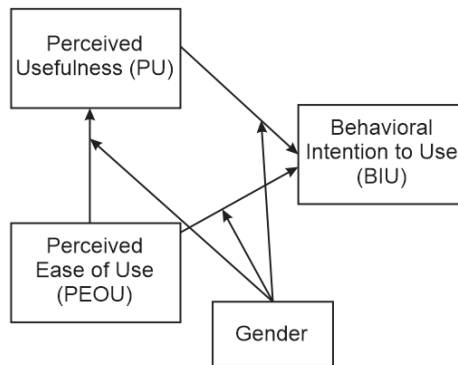 Perceived
Usefulness (PU)
Behavioral
Intention to Use
(BIU)
Perceived
Ease of Use
(PEOU)
Gender